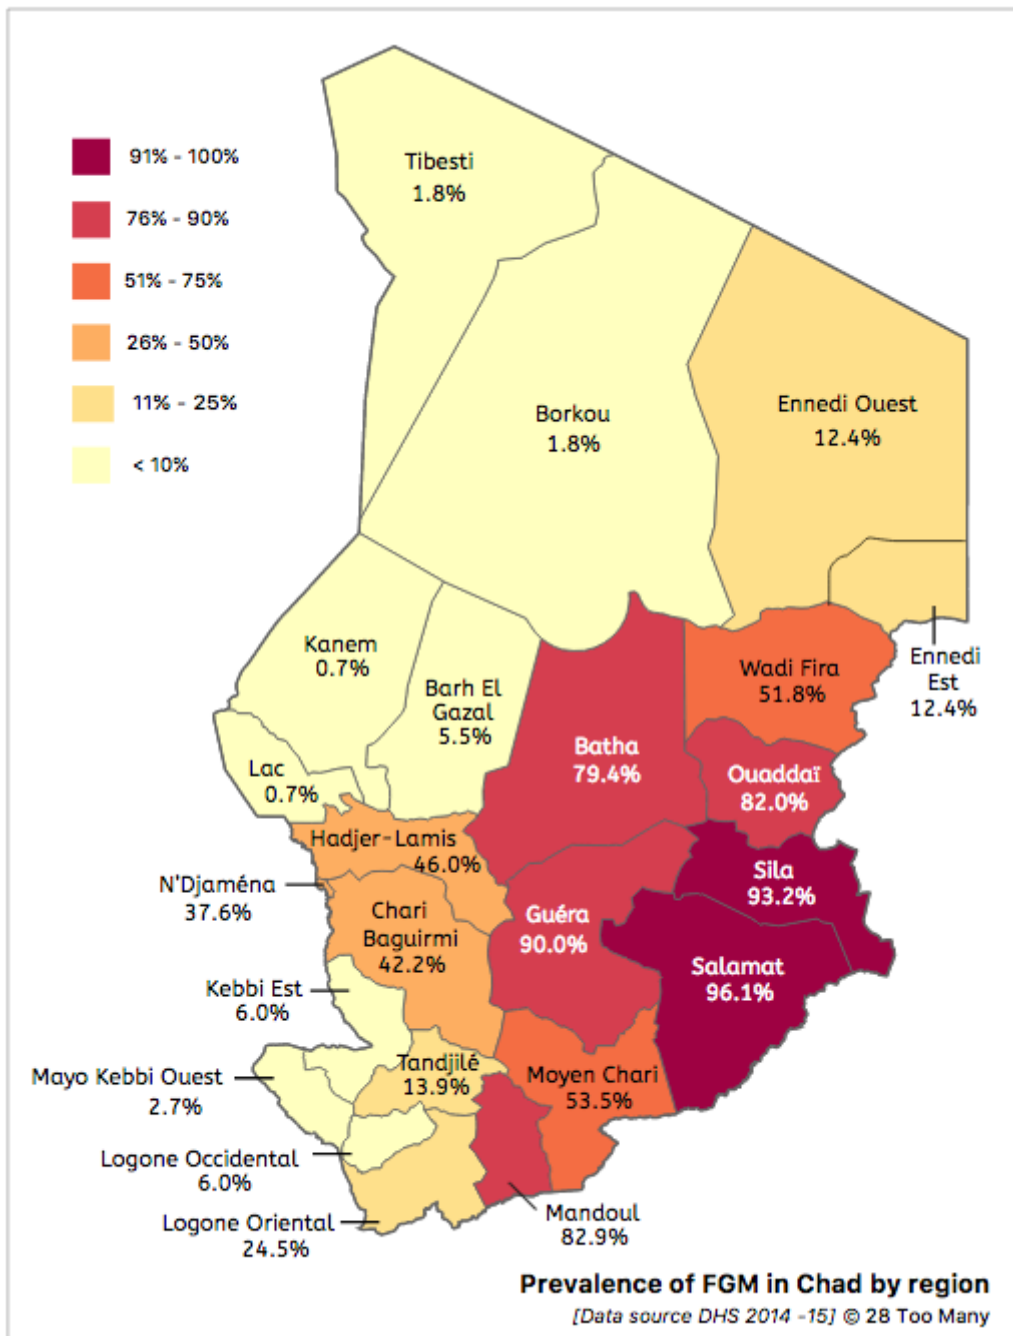 91% - 100%
76% - 90%
51% - 75%
26% - 50%
11% - 25%
< 10%
Tibesti
1.8%
Borkou
1.8%
Ennedi Ouest
12.4%
Ennedi
Est
12.4%
Kanem
0.7%
Barh El
Gazal
5.5%
Lac
0.7%
Wadi Fira
51.8%
Batha
79.4%
Ouaddaï
82.0%
Hadjer-Lamis
46.0%
N'Djaména
37.6%
Chari
Baguirmi
42.2%
Guéra
90.0%
Sila
93.2%
Salamat
96.1%
Kebbi Est
6.0%
Mayo Kebbi Ouest
2.7%
Tandjilé
13.9%
Moyen Chari
53.5%
Logone Occidental
6.0%
Logone Oriental
24.5%
Mandoul
82.9%
Prevalence of FGM in Chad by region
[Data source DHS 2014 -15] © 28 Too Many